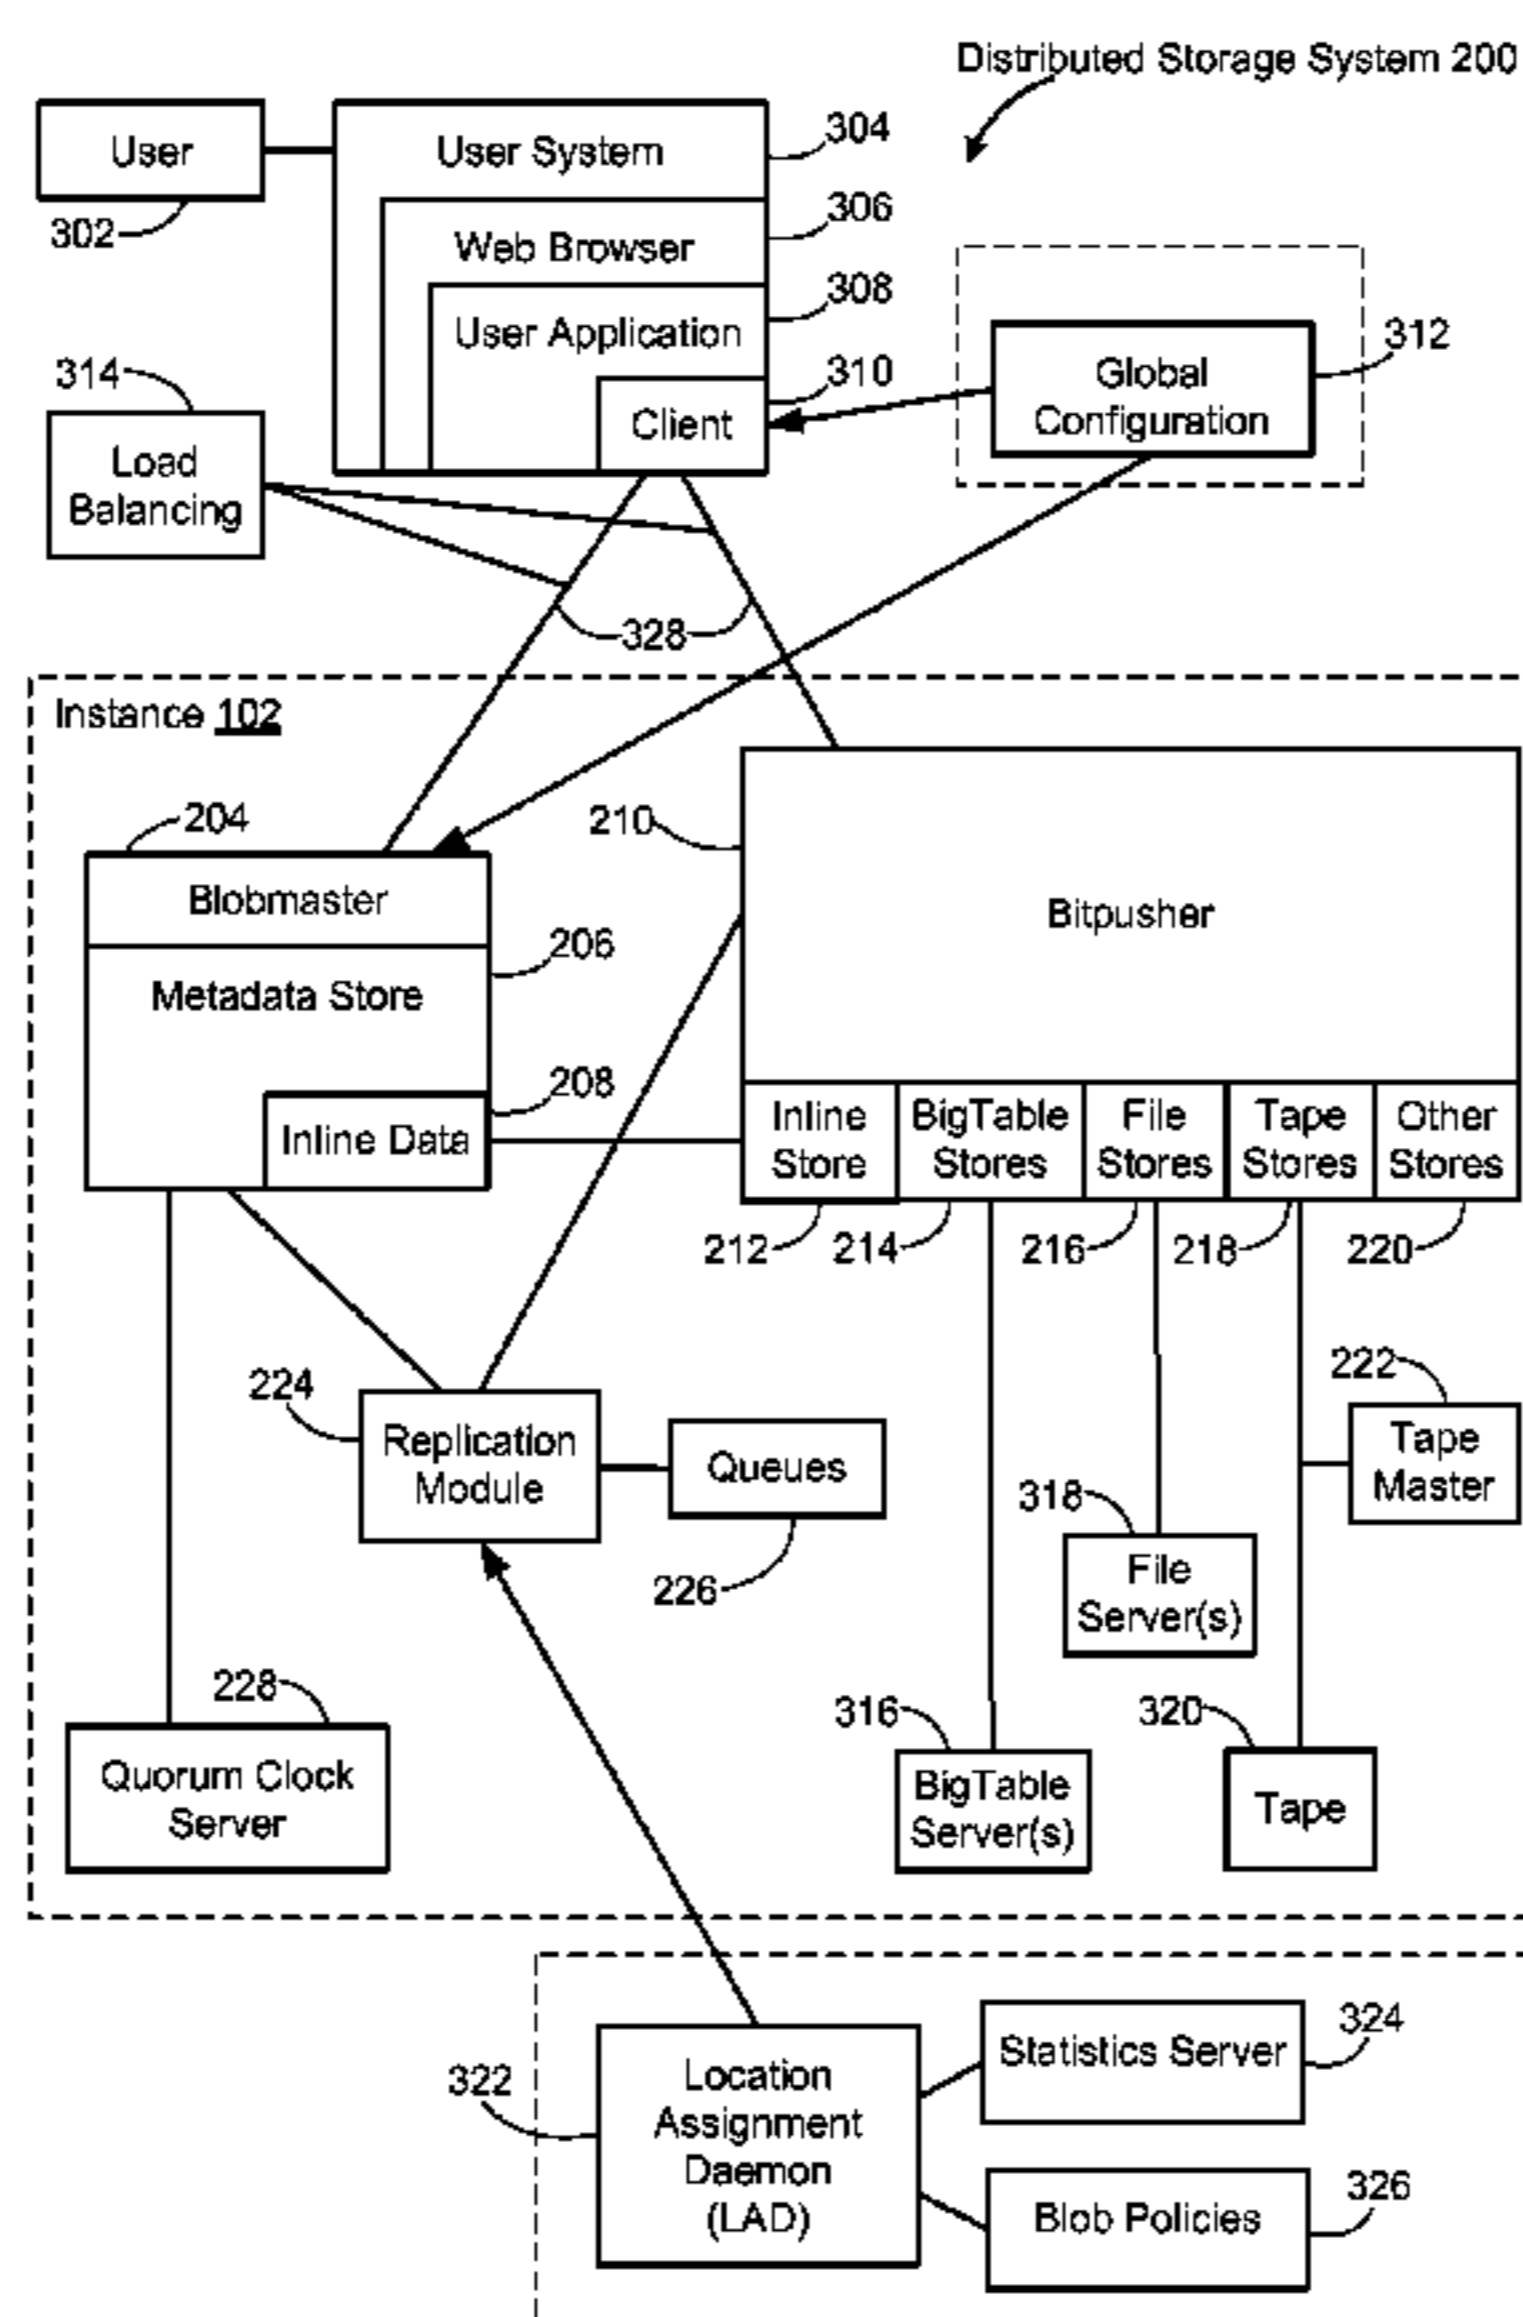 Distributed Storage System 200
User
User System
304
302
306
Web Browser
308
User Application
312
314
310
Global
Configuration
Client
Load
Balancing
328
Instance 102
204
210
Blobmaster
Bitpusher
206
Metadata Store
208
Inline Data
Inline
Store
BigTable
Stores
File
Stores
Tape
Stores
Other
Stores
212
214
216
218
220
224
222
Replication
Module
Queues
Tape
Master
318
226
File
Server(s)
228
316
320
Quorum Clock
Server
BigTable
Server(s)
Tape
324
Statistics Server
322
Location
Assignment
Daemon
(LAD)
326
Blob Policies